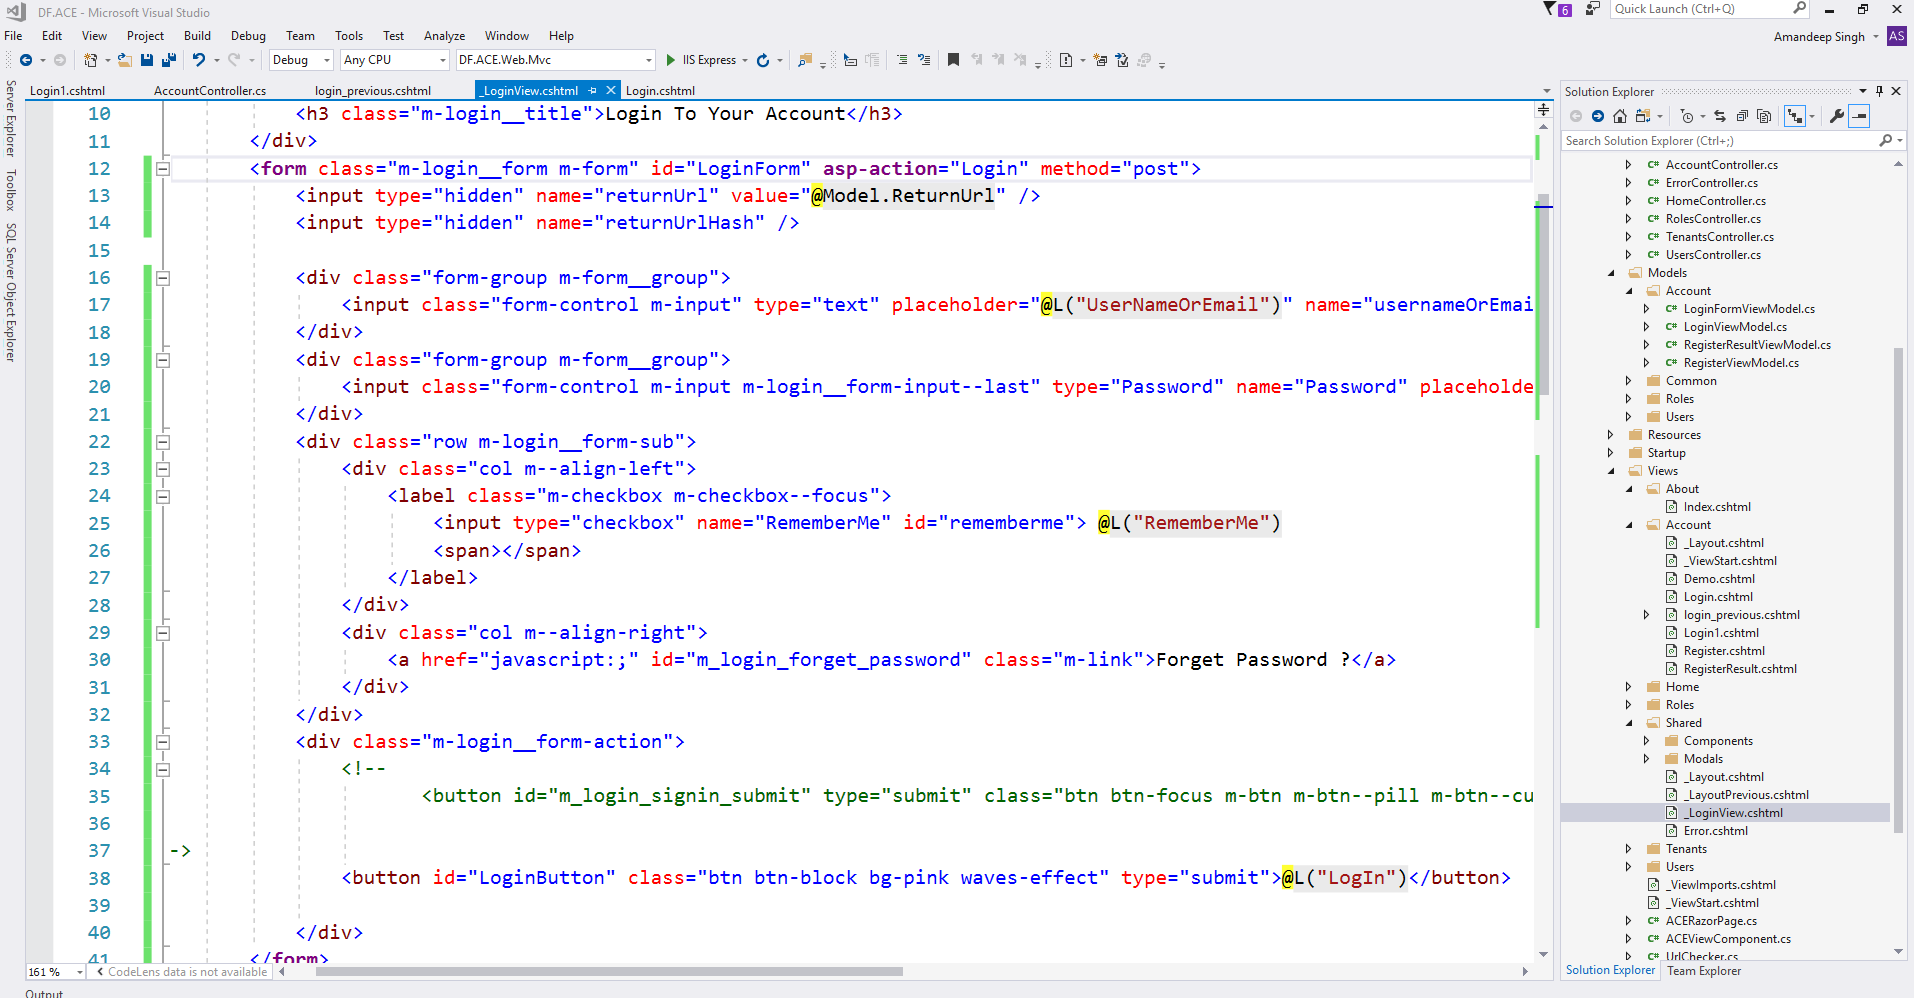 DF.ACE - Microsoft Visual Studio
6
Quick Launch (Ctrl+Q)
File Edit View Project Build Debug Team Tools Test Analyze Window Help
Amandeep Singh AS
Debug Any CPU DF.ACE.Web.Mvc IIS Express
Server Explorer
Toolbox
SQL Server Object Explorer
Login1.cshtml AccountController.cs login_previous.cshtml _LoginView.cshtml Login.cshtml
10 <h3 class="m-login__title">Login To Your Account</h3>
11 </div>
12 <form class="m-login__form m-form" id="LoginForm" asp-action="Login" method="post">
13 <input type="hidden" name="returnUrl" value="@Model.ReturnUrl" />
14 <input type="hidden" name="returnUrlHash" />
15
16 <div class="form-group m-form__group">
17 <input class="form-control m-input" type="text" placeholder="@L("UserNameOrEmail")" name="usernameOrEmai
18 </div>
19 <div class="form-group m-form__group">
20 <input class="form-control m-input m-login__form-input--last" type="Password" name="Password" placeholde
21 </div>
22 <div class="row m-login__form-sub">
23 <div class="col m--align-left">
24 <label class="m-checkbox m-checkbox--focus">
25 <input type="checkbox" name="RememberMe" id="rememberme"> @L("RememberMe")
26 <span></span>
27 </label>
28 </div>
29 <div class="col m--align-right">
30 <a href="javascript:;" id="m_login_forget_password" class="m-link">Forget Password ?</a>
31 </div>
32 </div>
33 <div class="m-login__form-action">
34 <!--
35 <button id="m_login_signin_submit" type="submit" class="btn btn-focus m-btn m-btn--pill m-btn--cu
36
37 ->
38 <button id="LoginButton" class="btn btn-block bg-pink waves-effect" type="submit">@L("LogIn")</button>
39
40 </div>
41 </form>
161 % CodeLens data is not available
Output
Solution Explorer
Search Solution Explorer (Ctrl+;)
C# AccountController.cs
C# ErrorController.cs
C# HomeController.cs
C# RolesController.cs
C# TenantsController.cs
C# UsersController.cs
Models
Account
C# LoginFormViewModel.cs
C# LoginViewModel.cs
C# RegisterResultViewModel.cs
C# RegisterViewModel.cs
Common
Roles
Users
Resources
Startup
Views
About
Index.cshtml
Account
_Layout.cshtml
_ViewStart.cshtml
Demo.cshtml
Login.cshtml
login_previous.cshtml
Login1.cshtml
Register.cshtml
RegisterResult.cshtml
Home
Roles
Shared
Components
Modals
_Layout.cshtml
_LayoutPrevious.cshtml
_LoginView.cshtml
Error.cshtml
Tenants
Users
_ViewImports.cshtml
_ViewStart.cshtml
C# ACERazorPage.cs
C# ACEViewComponent.cs
C# UrlChecker.cs
Solution Explorer Team Explorer